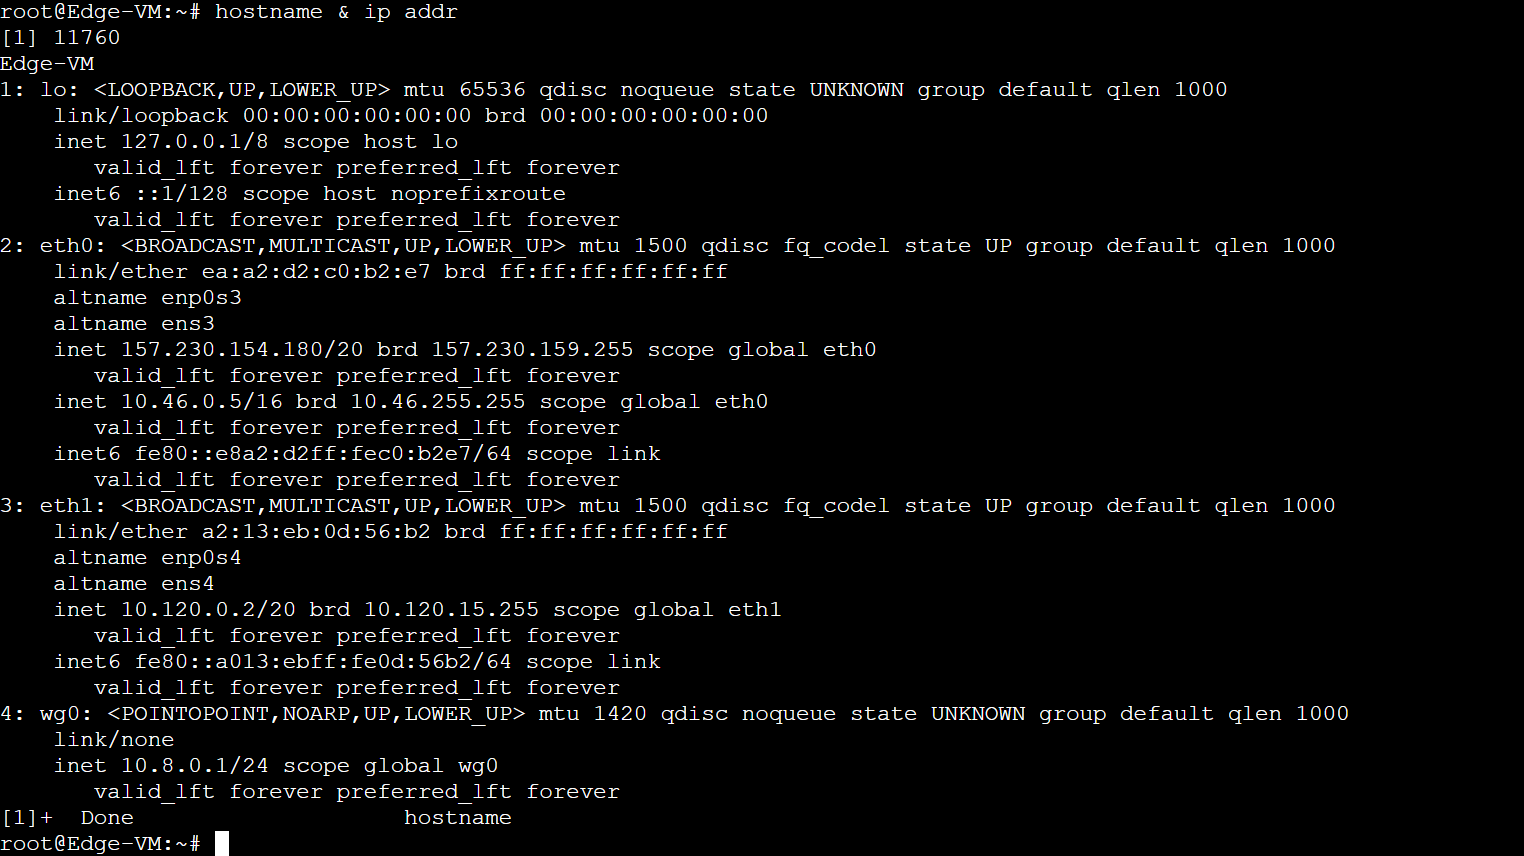 root@Edge-VM:~# hostname & ip addr
[1] 11760
Edge-VM
1: lo: <LOOPBACK,UP,LOWER_UP> mtu 65536 qdisc noqueue state UNKNOWN group default qlen 1000
    link/loopback 00:00:00:00:00:00 brd 00:00:00:00:00:00
    inet 127.0.0.1/8 scope host lo
       valid_lft forever preferred_lft forever
    inet6 ::1/128 scope host noprefixroute
       valid_lft forever preferred_lft forever
2: eth0: <BROADCAST,MULTICAST,UP,LOWER_UP> mtu 1500 qdisc fq_codel state UP group default qlen 1000
    link/ether ea:a2:d2:c0:b2:e7 brd ff:ff:ff:ff:ff:ff
    altname enp0s3
    altname ens3
    inet 157.230.154.180/20 brd 157.230.159.255 scope global eth0
       valid_lft forever preferred_lft forever
    inet 10.46.0.5/16 brd 10.46.255.255 scope global eth0
       valid_lft forever preferred_lft forever
    inet6 fe80::e8a2:d2ff:fec0:b2e7/64 scope link
       valid_lft forever preferred_lft forever
3: eth1: <BROADCAST,MULTICAST,UP,LOWER_UP> mtu 1500 qdisc fq_codel state UP group default qlen 1000
    link/ether a2:13:eb:0d:56:b2 brd ff:ff:ff:ff:ff:ff
    altname enp0s4
    altname ens4
    inet 10.120.0.2/20 brd 10.120.15.255 scope global eth1
       valid_lft forever preferred_lft forever
    inet6 fe80::a013:ebff:fe0d:56b2/64 scope link
       valid_lft forever preferred_lft forever
4: wg0: <POINTOPOINT,NOARP,UP,LOWER_UP> mtu 1420 qdisc noqueue state UNKNOWN group default qlen 1000
    link/none
    inet 10.8.0.1/24 scope global wg0
       valid_lft forever preferred_lft forever
[1]+  Done                    hostname
root@Edge-VM:~#